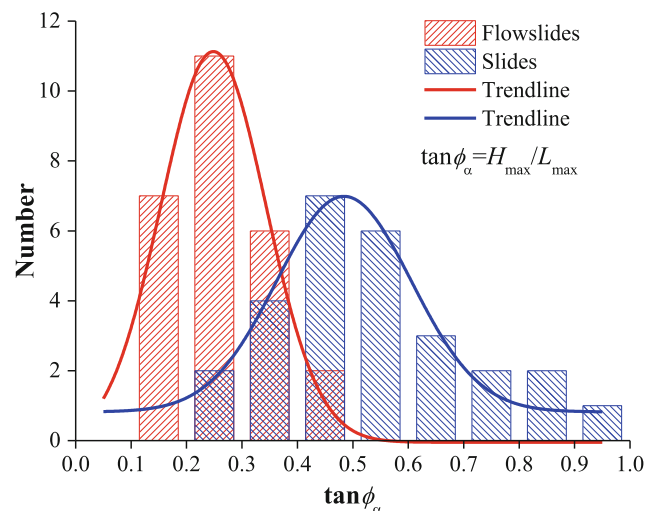 12
10
8
6
4
2
0
Number
Flowslides
Slides
Trendline
Trendline
tanϕα=Hmax/Lmax
0.0 0.1 0.2 0.3 0.4 0.5 0.6 0.7 0.8 0.9 1.0
tanϕα